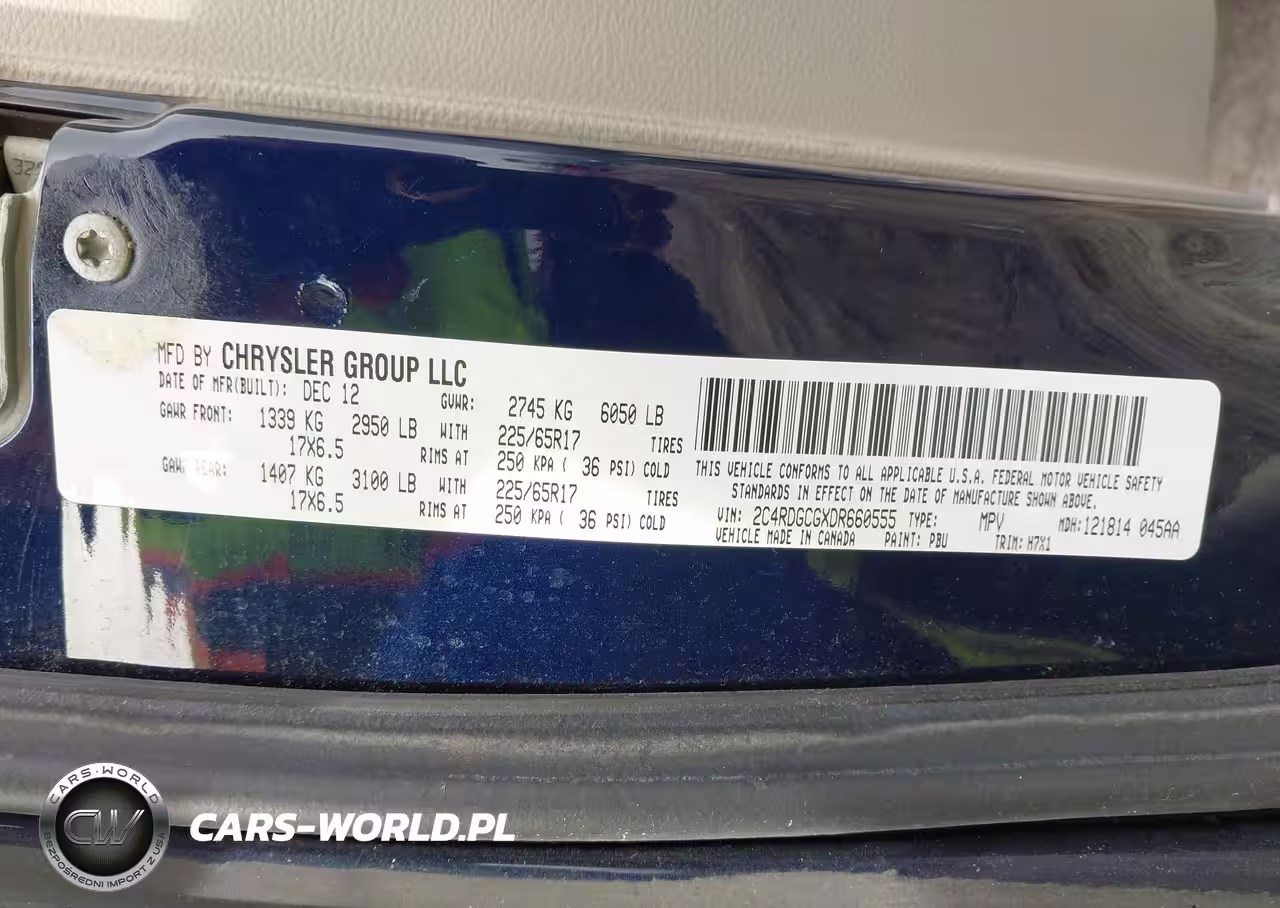 329
MFD BY CHRYSLER GROUP LLC
DATE OF MFR(BUILT): DEC 12 GVWR: 2745 KG 6050 LB
GAWR FRONT: 1339 KG 2950 LB WITH 225/65R17 TIRES
17X6.5 RIMS AT 250 KPA ( 36 PSI) COLD
GAWR REAR: 1407 KG 3100 LB WITH 225/65R17 TIRES
17X6.5 RIMS AT 250 KPA ( 36 PSI) COLD
THIS VEHICLE CONFORMS TO ALL APPLICABLE U.S.A. FEDERAL MOTOR VEHICLE SAFETY
STANDARDS IN EFFECT ON THE DATE OF MANUFACTURE SHOWN ABOVE.
VIN: 2C4RDGCGXDR660555 TYPE: MPV MDH:121814 045AA
VEHICLE MADE IN CANADA PAINT: PBU TRIM: H7X1
CARS-WORLD
CW
BEZPOŚREDNI IMPORT Z USA
CARS-WORLD.PL